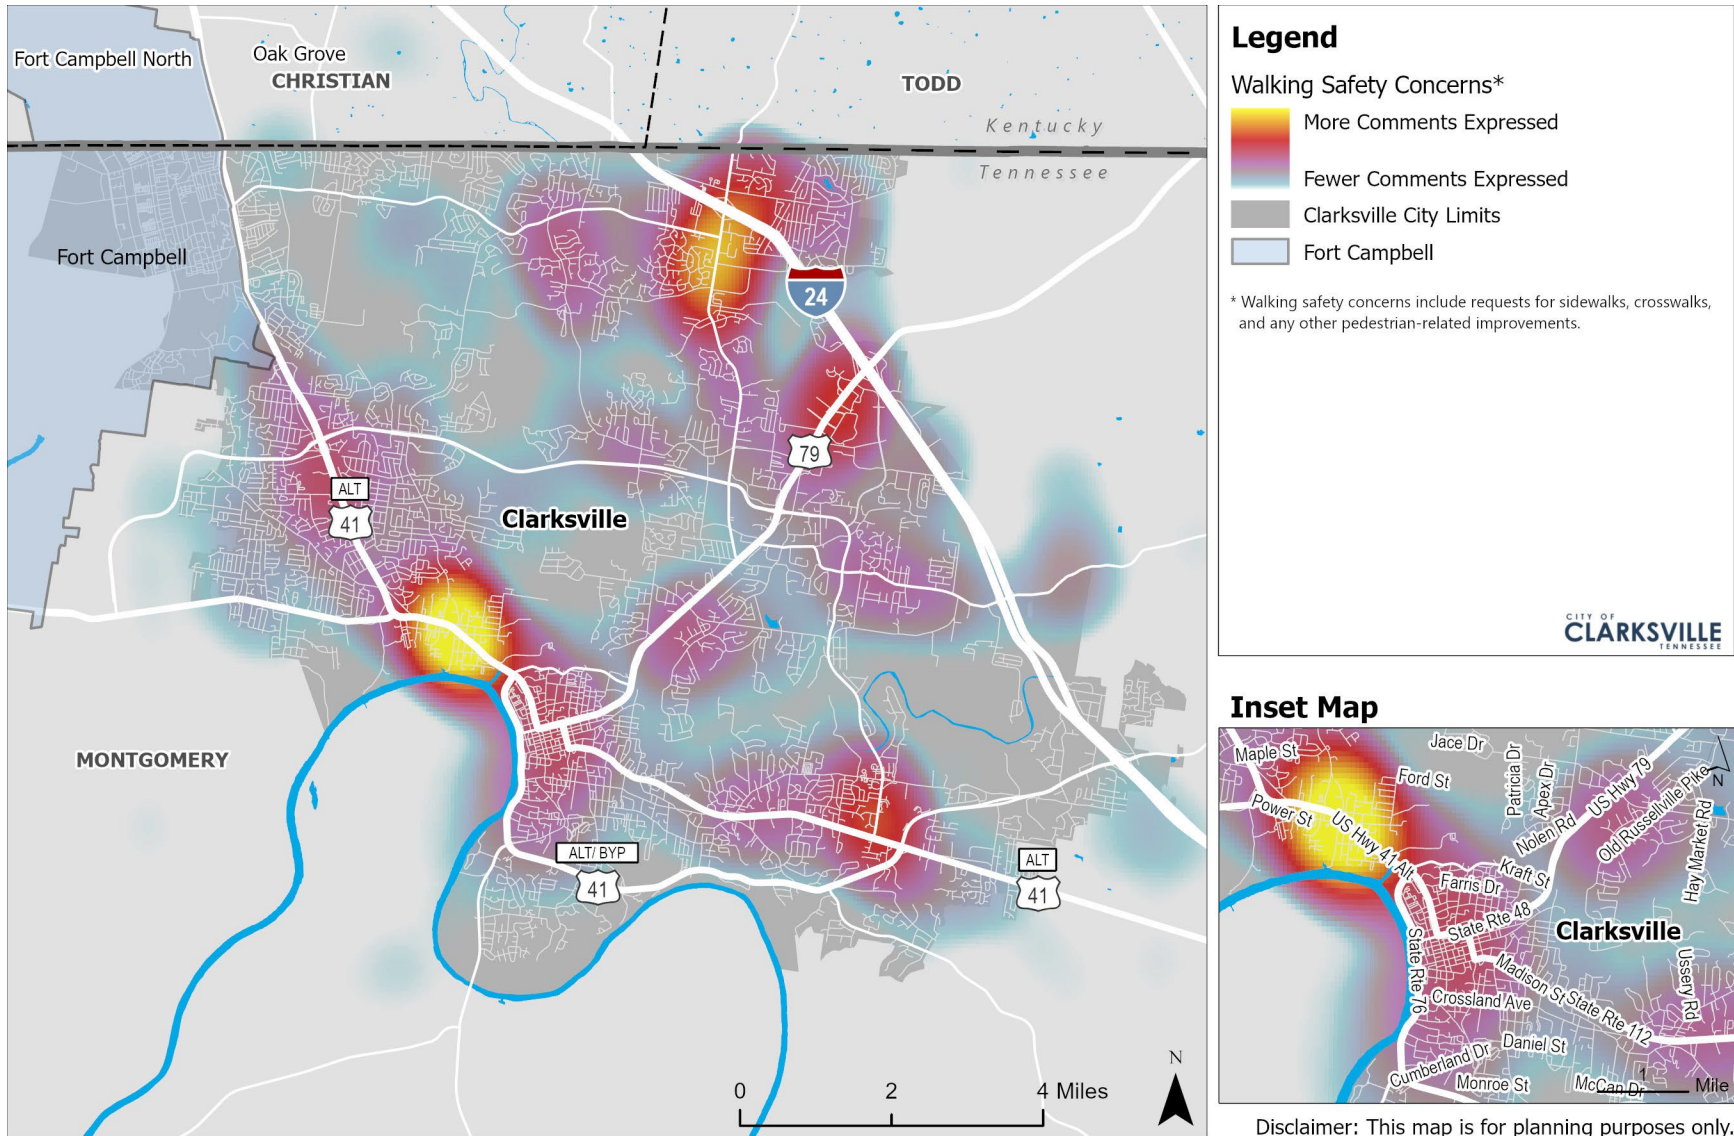 Fort Campbell North
Oak Grove
CHRISTIAN
TODD
Kentucky
Tennessee
Fort Campbell
24
79
ALT
41
Clarksville
MONTGOMERY
ALT/ BYP
41
ALT
41
N
0 2 4 Miles
Legend
Walking Safety Concerns*
More Comments Expressed
Fewer Comments Expressed
Clarksville City Limits
Fort Campbell
* Walking safety concerns include requests for sidewalks, crosswalks,
and any other pedestrian-related improvements.
CITY OF
CLARKSVILLE
TENNESSEE
Inset Map
Maple St
Jace Dr
Patricia Dr
Apex Dr
US Hwy 79
N
Ford St
Power St
US Hwy 41 Alt
Nolen Rd
Old Russellville Pike
Hay Market Rd
Kraft St
Farris Dr
State Rte 48
Clarksville
State Rte 76
Madison St
State Rte 112
Ussery Rd
Crossland Ave
Daniel St
Cumberland Dr
Monroe St
McCan Dr
1 Mile
Disclaimer: This map is for planning purposes only.